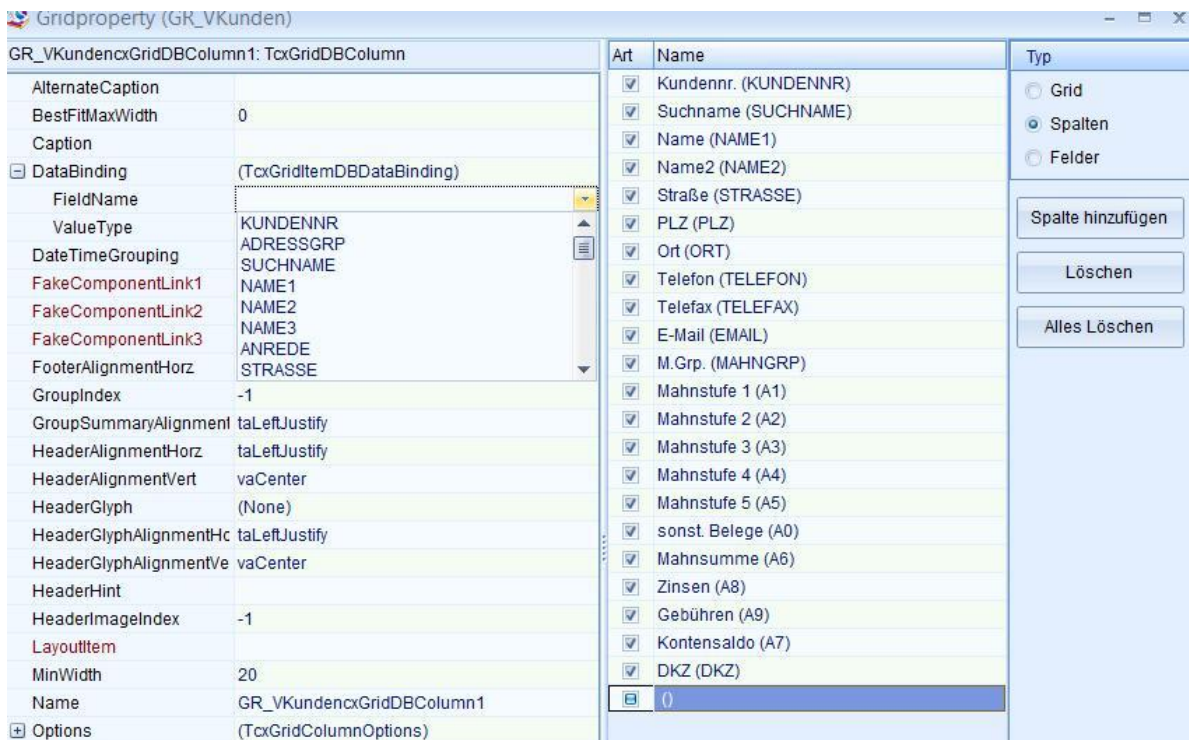 Gridproperty (GR_VKunden)
GR_VKundencxGridDBColumn1: TcxGridDBColumn
AlternateCaption
BestFitMaxWidth 0
Caption
DataBinding (TcxGridItemDBDataBinding)
FieldName
ValueType
KUNDENNR
ADRESSGRP
SUCHNAME
NAME1
NAME2
NAME3
ANREDE
STRASSE
DateTimeGrouping
FakeComponentLink1
FakeComponentLink2
FakeComponentLink3
FooterAlignmentHorz
GroupIndex -1
GroupSummaryAlignment taLeftJustify
HeaderAlignmentHorz taLeftJustify
HeaderAlignmentVert vaCenter
HeaderGlyph (None)
HeaderGlyphAlignmentHo taLeftJustify
HeaderGlyphAlignmentVe vaCenter
HeaderHint
HeaderImageIndex -1
LayoutItem
MinWidth 20
Name GR_VKundencxGridDBColumn1
Options (TcxGridColumnOptions)
Art Name
Kundennr. (KUNDENNR)
Suchname (SUCHNAME)
Name (NAME1)
Name2 (NAME2)
Straße (STRASSE)
PLZ (PLZ)
Ort (ORT)
Telefon (TELEFON)
Telefax (TELEFAX)
E-Mail (EMAIL)
M.Grp. (MAHNGRP)
Mahnstufe 1 (A1)
Mahnstufe 2 (A2)
Mahnstufe 3 (A3)
Mahnstufe 4 (A4)
Mahnstufe 5 (A5)
sonst. Belege (A0)
Mahnsumme (A6)
Zinsen (A8)
Gebühren (A9)
Kontensaldo (A7)
DKZ (DKZ)
()
Typ
Grid
Spalten
Felder
Spalte hinzufügen
Löschen
Alles Löschen